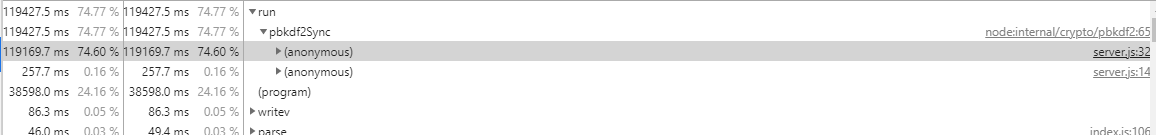 119427.5 ms 74.77 % 119427.5 ms 74.77 % ▼run
119427.5 ms 74.77 % 119427.5 ms 74.77 % ▼pbkdf2Sync node:internal/crypto/pbkdf2:65
119169.7 ms 74.60 % 119169.7 ms 74.60 % ▶(anonymous) server.js:32
257.7 ms 0.16 % 257.7 ms 0.16 % ▶(anonymous) server.js:14
38598.0 ms 24.16 % 38598.0 ms 24.16 % (program)
86.3 ms 0.05 % 86.3 ms 0.05 % ▶writev
46.0 ms 0.03 % 49.4 ms 0.03 % ▶parse index.js:106